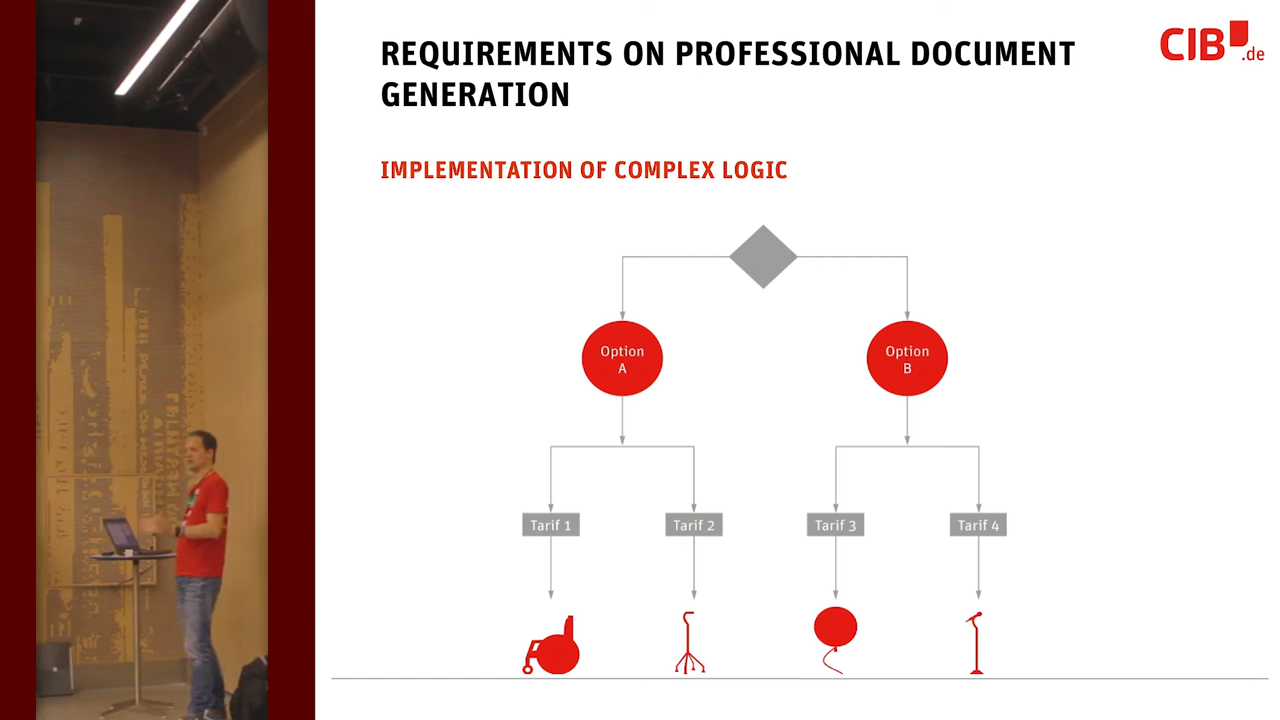 REQUIREMENTS ON PROFESSIONAL DOCUMENT
GENERATION
CIB
.de
IMPLEMENTATION OF COMPLEX LOGIC
Option
A
Option
B
Tarif 1
Tarif 2
Tarif 3
Tarif 4